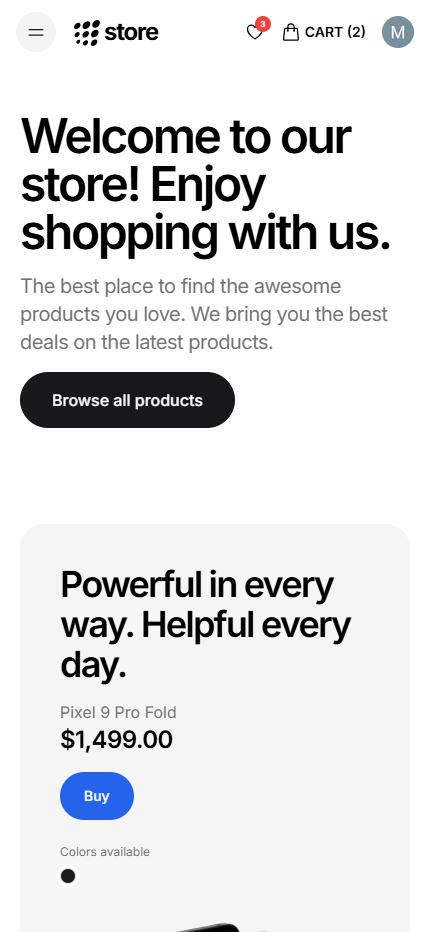 store
3
CART (2)
M
Welcome to our
store! Enjoy
shopping with us.
The best place to find the awesome
products you love. We bring you the best
deals on the latest products.
Browse all products
Powerful in every
way. Helpful every
day.
Pixel 9 Pro Fold
$1,499.00
Buy
Colors available